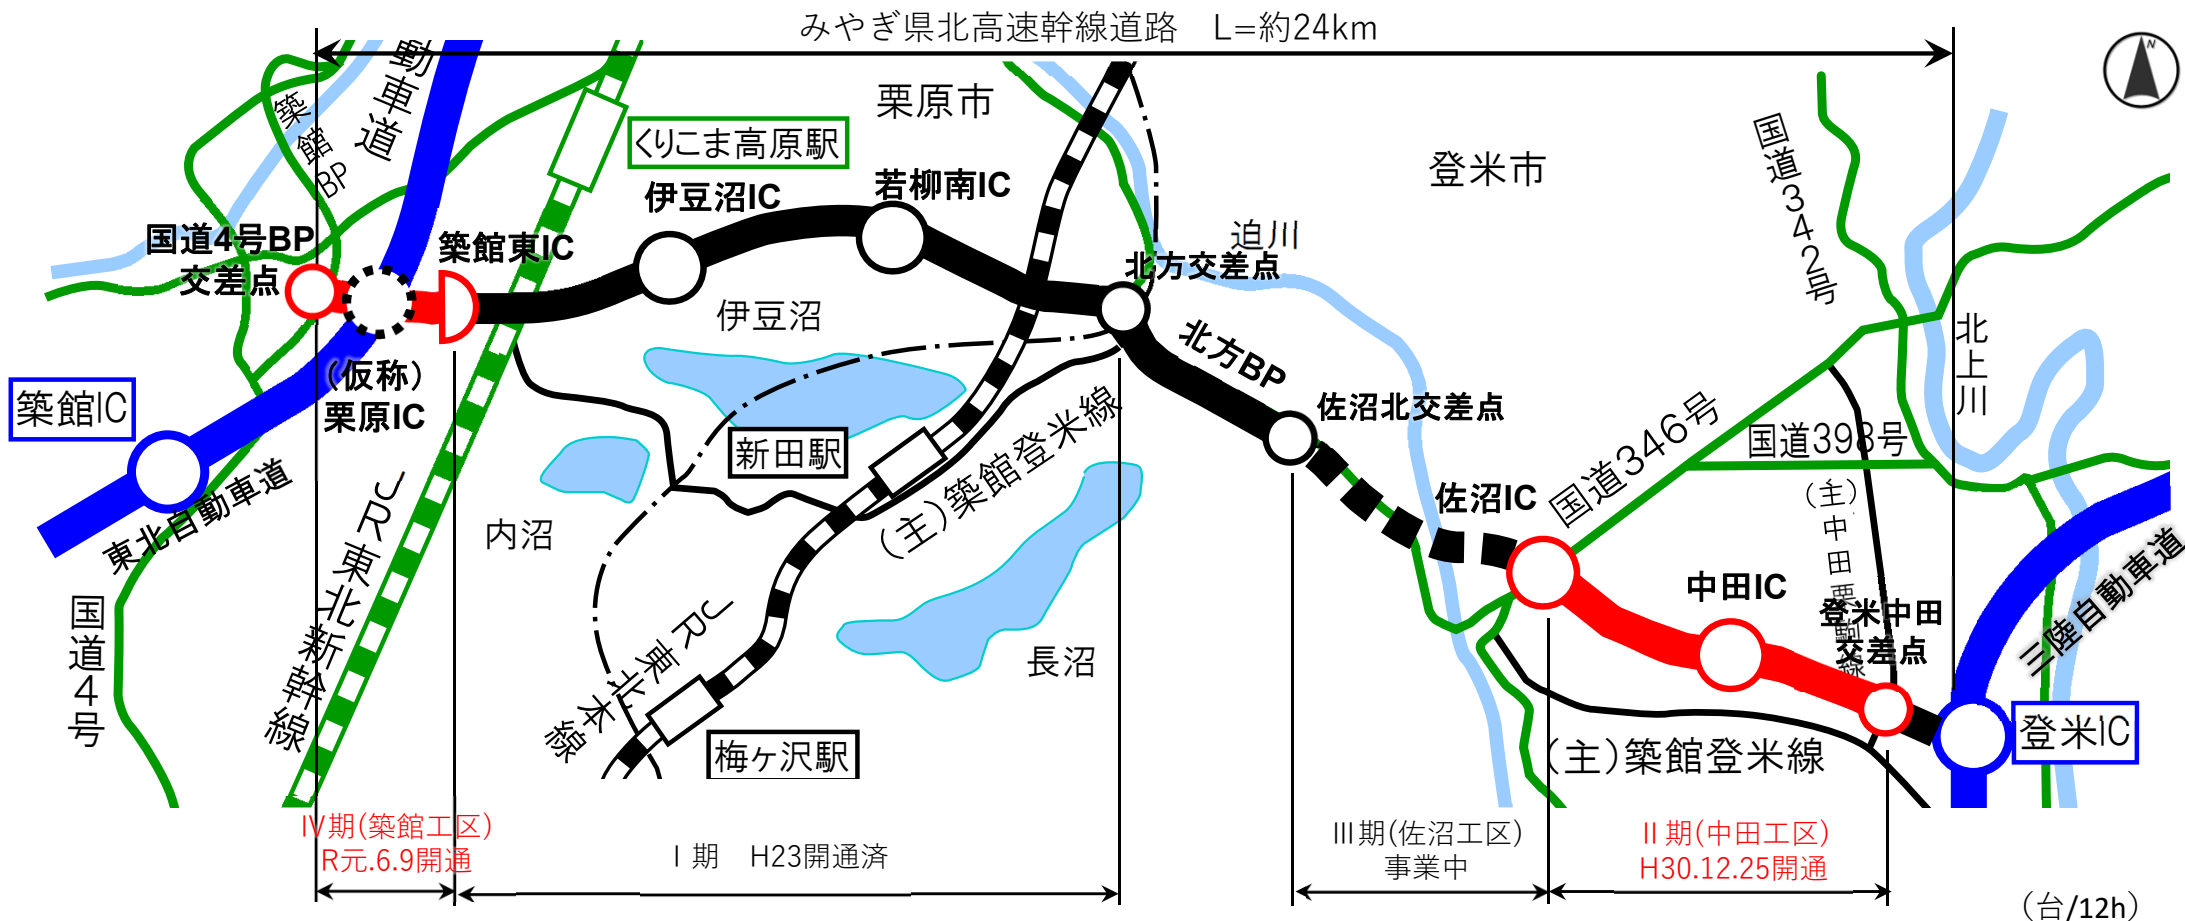 みやぎ県北高速幹線道路 L=約24km
動車道
築館BP
栗原市
くりこま高原駅
登米市
国道342号
伊豆沼IC
若柳南IC
国道4号BP
交差点
築館東IC
迫川
北方交差点
伊豆沼
北上川
築館IC
(仮称)
栗原IC
北方BP
佐沼北交差点
国道346号
国道398号
新田駅
(主)築館登米線
佐沼IC
(主)中田栗駒線
東北自動車道
JR東北新幹線
内沼
国道4号
長沼
JR東北本線
中田IC
登米中田
交差点
三陸自動車道
梅ヶ沢駅
(主)築館登米線
登米IC
Ⅳ期(築館工区)
R元.6.9開通
Ⅰ期 H23開通済
Ⅲ期(佐沼工区)
事業中
Ⅱ期(中田工区)
H30.12.25開通
(台/12h)
N